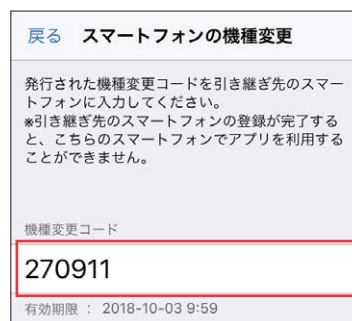 戻る スマートフォンの機種変更
発行された機種変更コードを引き継ぎ先のスマー
トフォンに入力してください。
※引き継ぎ先のスマートフォンの登録が完了する
と、こちらのスマートフォンでアプリを利用する
ことができません。
機種変更コード
270911
有効期限 : 2018-10-03 9:59